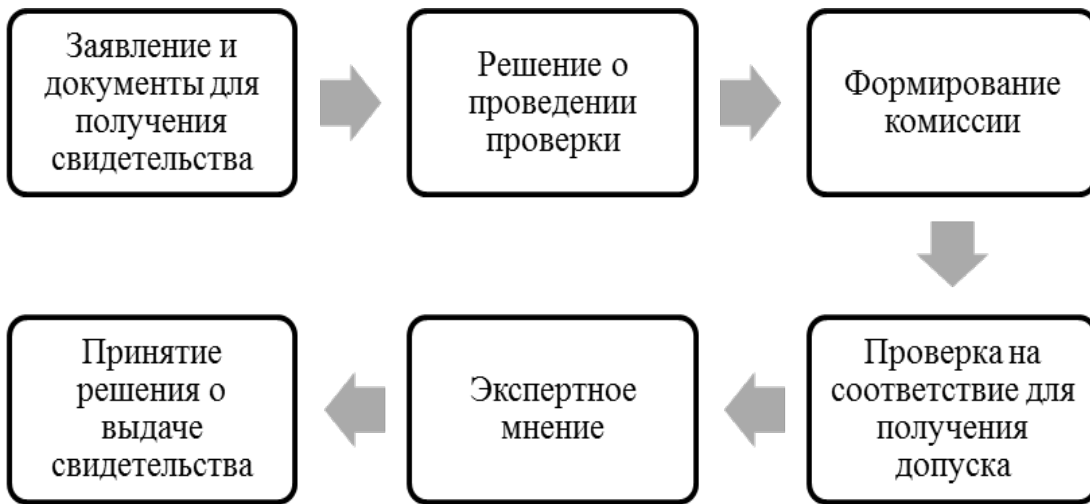 Заявление и
документы для
получения
свидетельства
Решение о
проведении
проверки
Формирование
комиссии
Проверка на
соответствие для
получения
допуска
Экспертное
мнение
Принятие
решения о
выдаче
свидетельства